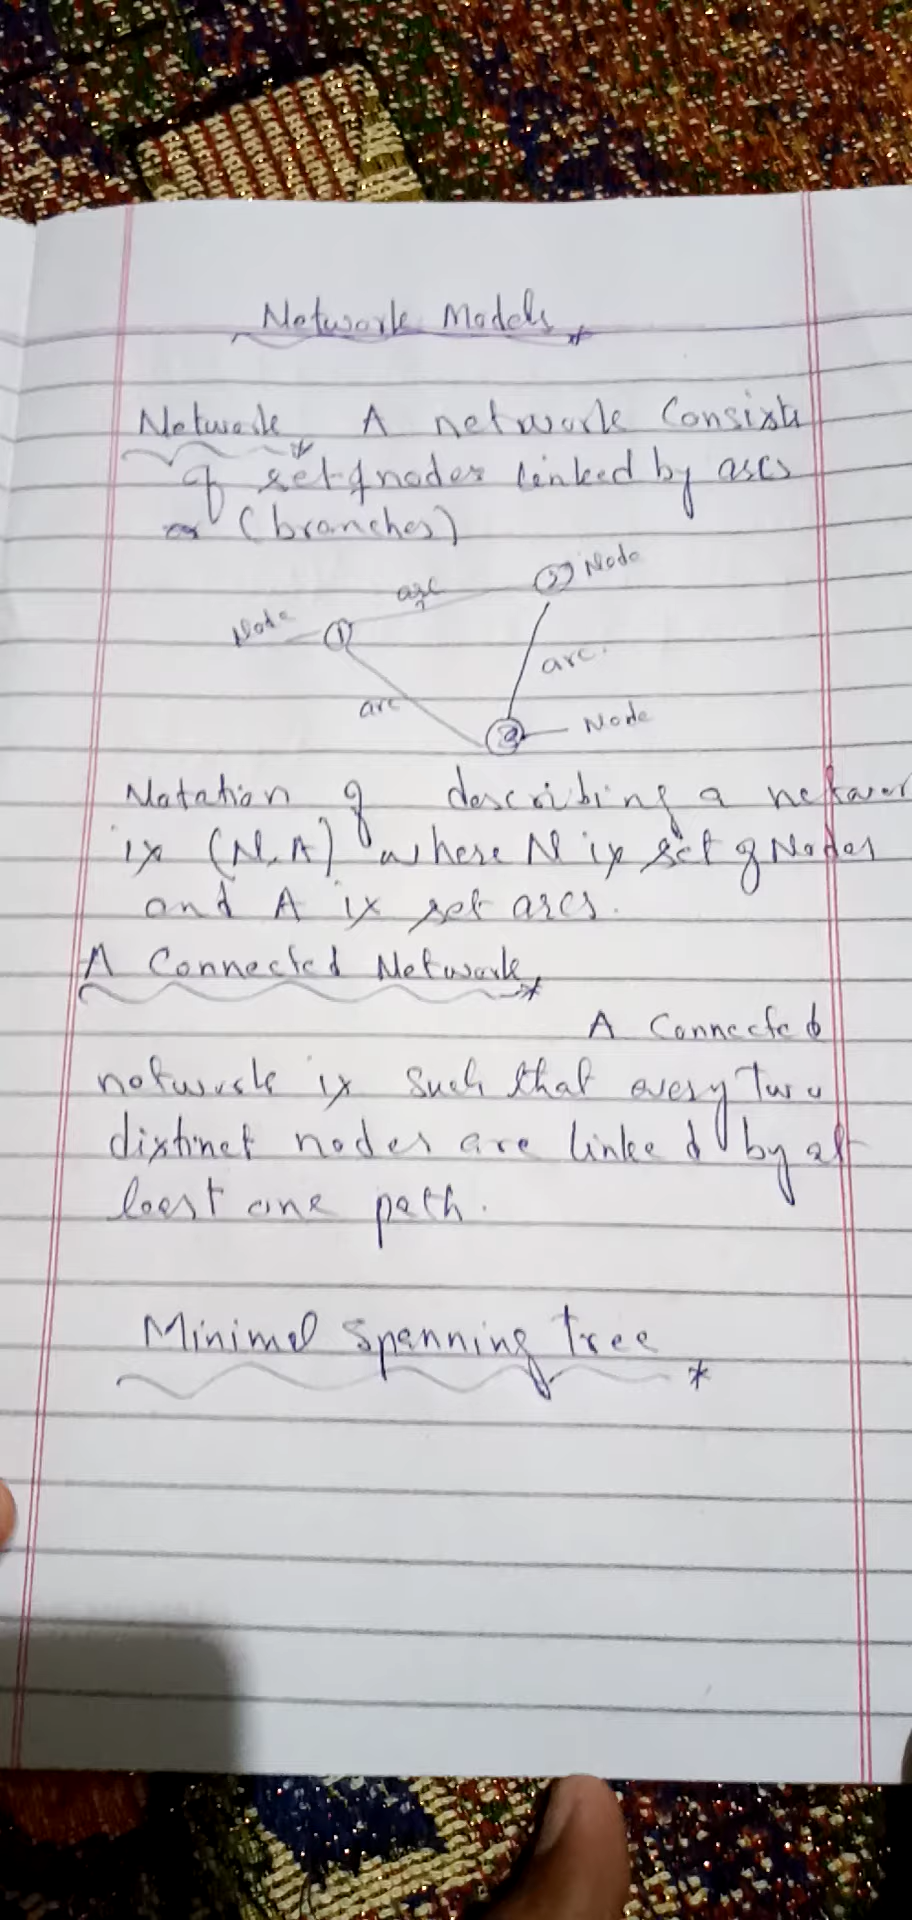 Network Models
Network A network Consists
of set of nodes linked by arcs
(branches)
Node
arc
Node
1
arc
arc
Node
Notation of describing a networ
is (N, A) where N is set of Nodes
and A is set arcs.
A Connected Network
A Connected
network is such that every two
distinct nodes are linked by at
least one path.
Minimal Spanning Tree